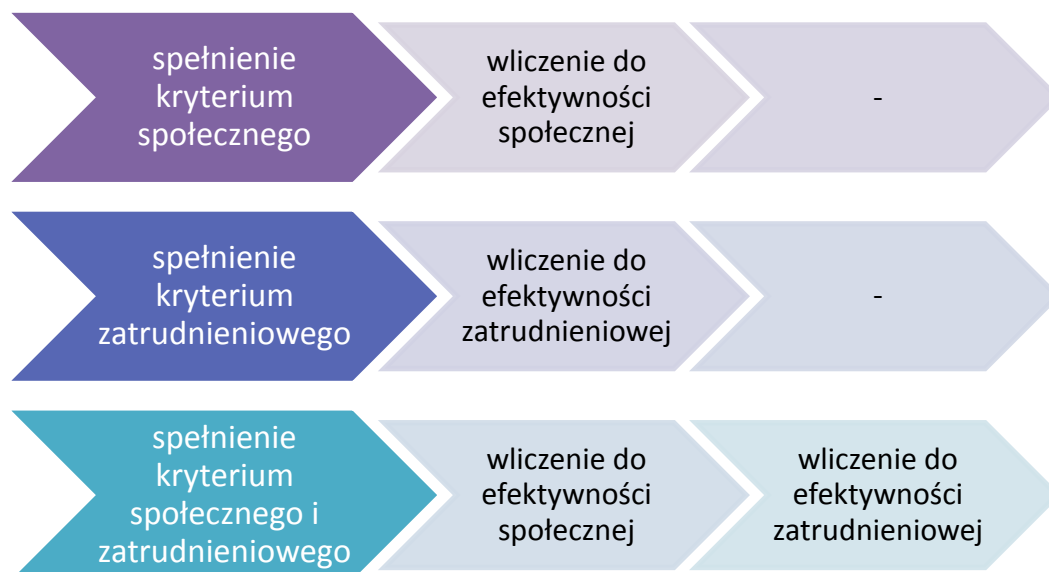 spełnienie
kryterium
społecznego
wliczenie do
efektywności
społecznej
-
spełnienie
kryterium
zatrudnieniowego
wliczenie do
efektywności
zatrudnieniowej
-
spełnienie
kryterium
społecznego i
zatrudnieniowego
wliczenie do
efektywności
społecznej
wliczenie do
efektywności
zatrudnieniowej